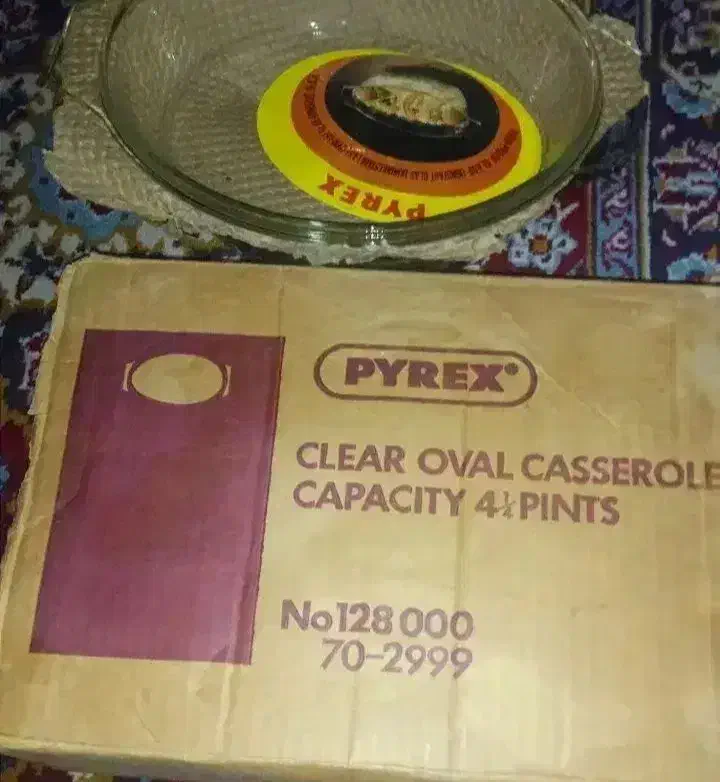 PYREX
PYREX®
CLEAR OVAL CASSEROLE
CAPACITY 4½ PINTS
No 128 000
70-2999